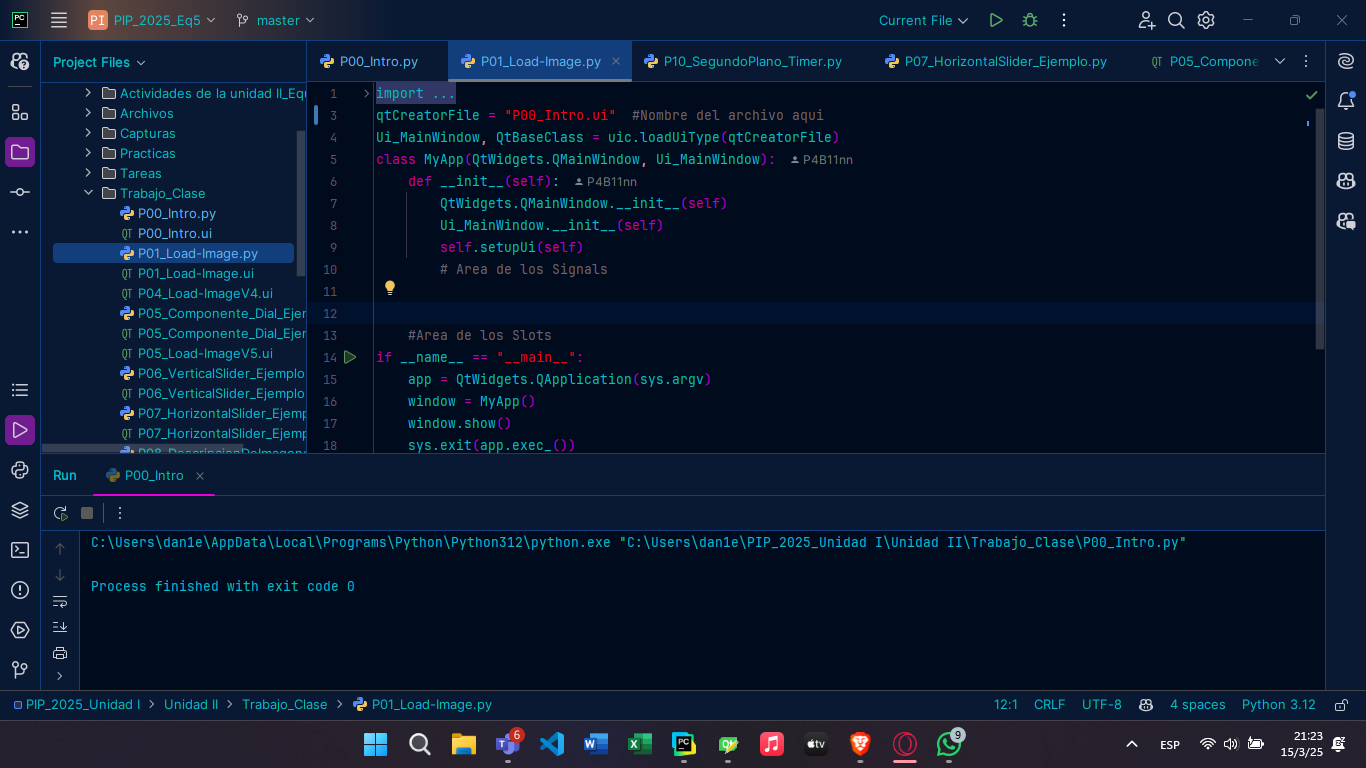 PC PI PIP_2025_Eq5 master Current File
Project Files
P00_Intro.py P01_Load-Image.py P10_SegundoPlano_Timer.py P07_HorizontalSlider_Ejemplo.py P05_Compone
Actividades de la unidad II_Equ
Archivos
Capturas
Practicas
Tareas
Trabajo_Clase
P00_Intro.py
P00_Intro.ui
P01_Load-Image.py
P01_Load-Image.ui
P04_Load-ImageV4.ui
P05_Componente_Dial_Ejer
P05_Componente_Dial_Ejer
P05_Load-ImageV5.ui
P06_VerticalSlider_Ejemplo
P06_VerticalSlider_Ejemplo
P07_HorizontalSlider_Ejemp
P07_HorizontalSlider_Ejemp
1 import ...
3 qtCreatorFile = "P00_Intro.ui"  #Nombre del archivo aqui
4 Ui_MainWindow, QtBaseClass = uic.loadUiType(qtCreatorFile)
5 class MyApp(QtWidgets.QMainWindow, Ui_MainWindow): P4B11nn
6 def __init__(self): P4B11nn
7 QtWidgets.QMainWindow.__init__(self)
8 Ui_MainWindow.__init__(self)
9 self.setupUi(self)
10 # Area de los Signals
11
12
13 #Area de los Slots
14 if __name__ == "__main__":
15 app = QtWidgets.QApplication(sys.argv)
16 window = MyApp()
17 window.show()
18 sys.exit(app.exec_())
Run P00_Intro
C:\Users\dan1e\AppData\Local\Programs\Python\Python312\python.exe "C:\Users\dan1e\PIP_2025_Unidad I\Unidad II\Trabajo_Clase\P00_Intro.py"
Process finished with exit code 0
PIP_2025_Unidad I > Unidad II > Trabajo_Clase > P01_Load-Image.py 12:1 CRLF UTF-8 4 spaces Python 3.12
6 9 ESP 21:23
15/3/25